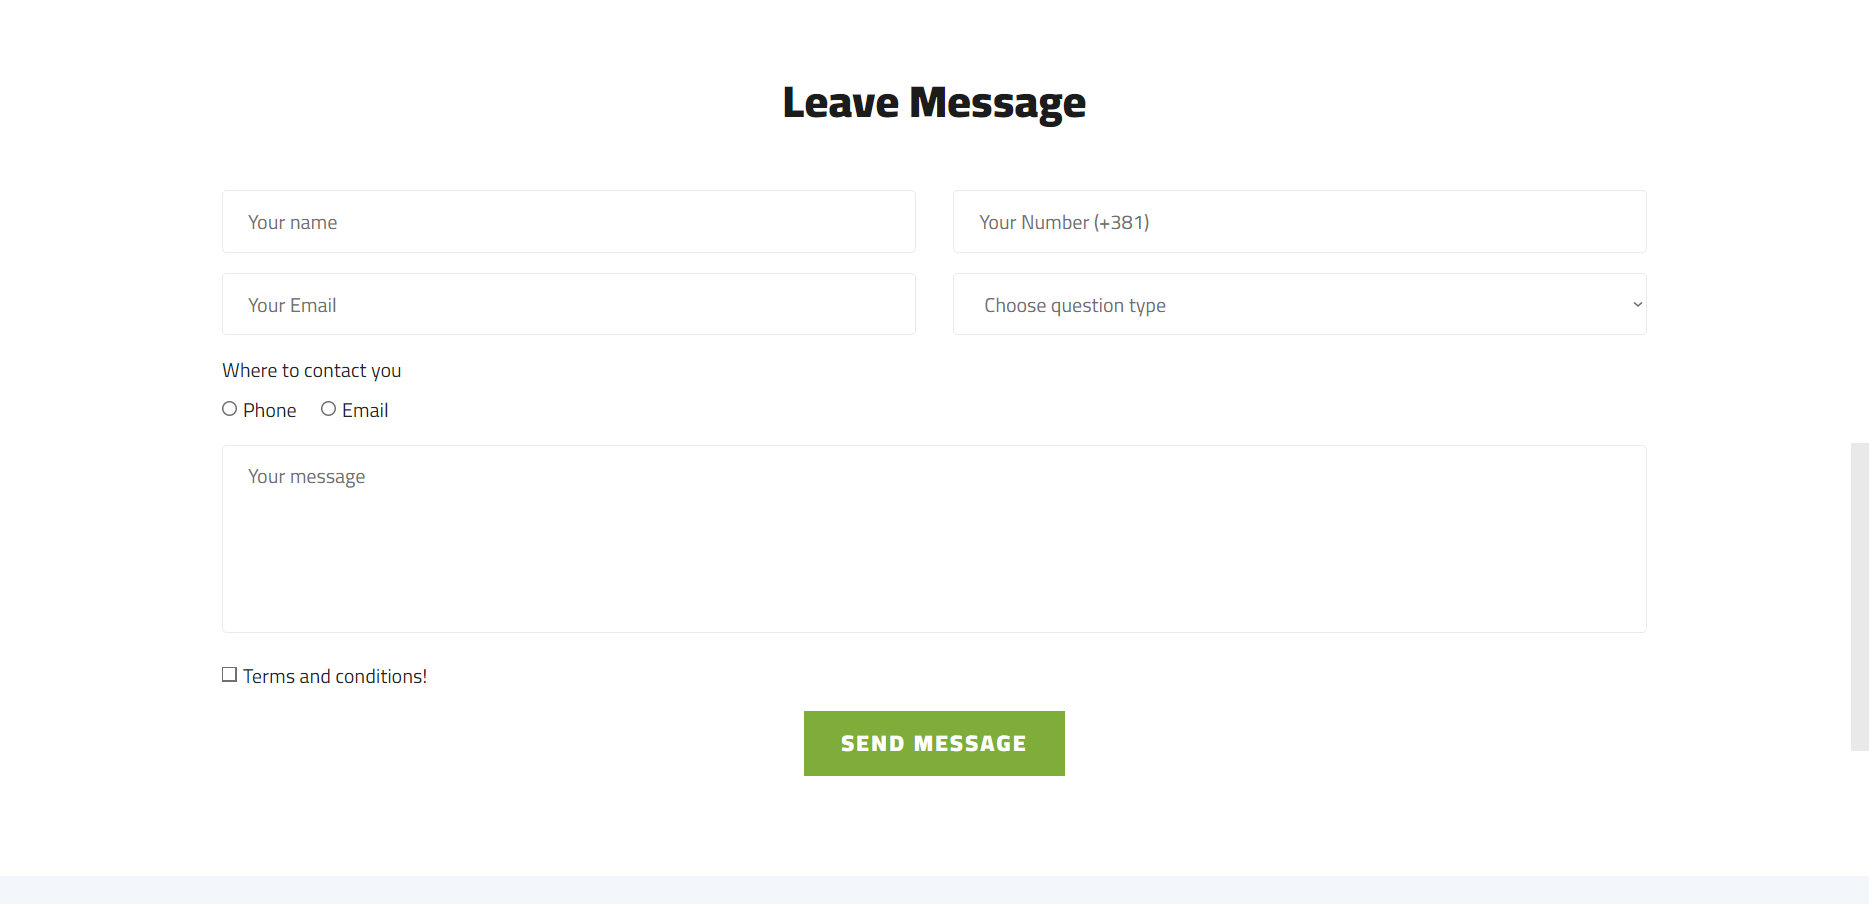 Leave Message
Your name
Your Number (+381)
Your Email
Choose question type
Where to contact you
Phone
Email
Your message
Terms and conditions!
SEND MESSAGE